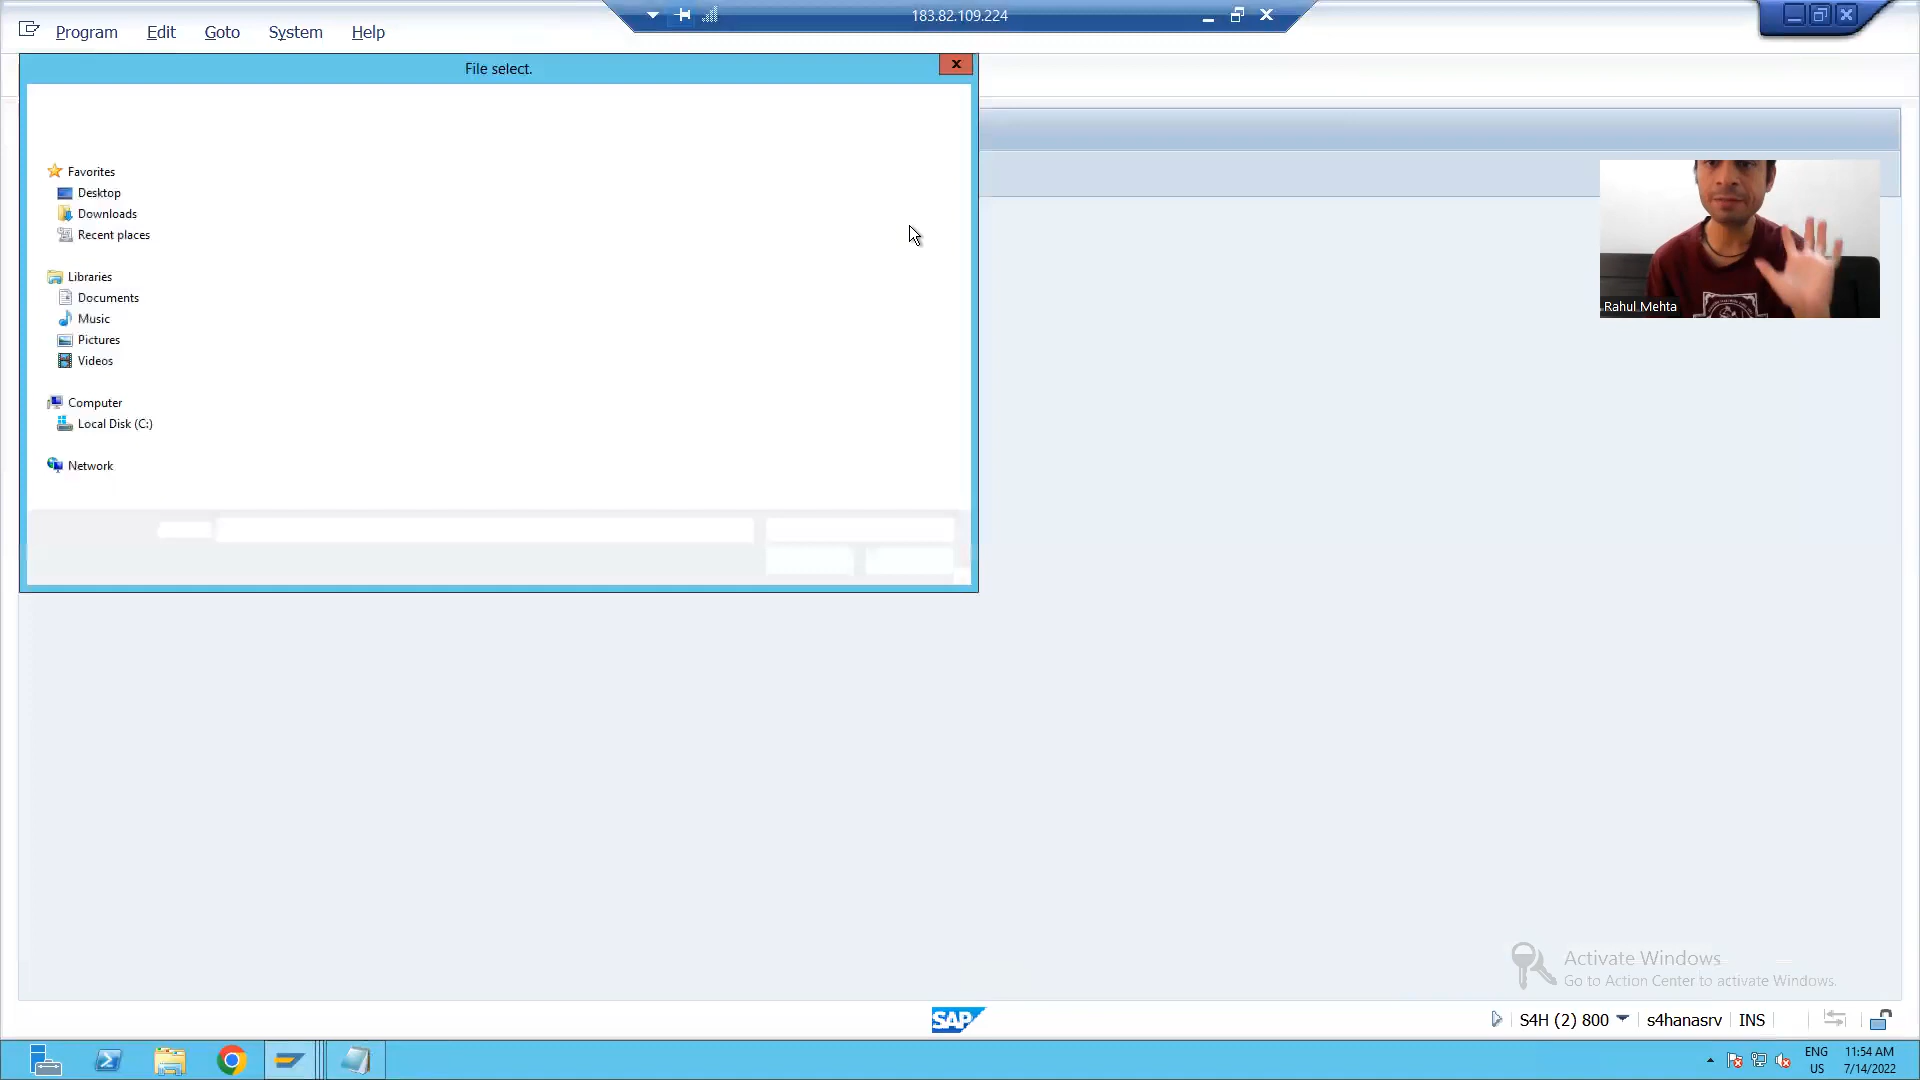 183.82.109.224
Program Edit Goto System Help
File select.
x
Favorites
Desktop
Downloads
Recent places
Libraries
Documents
Music
Pictures
Videos
Computer
Local Disk (C:)
Network
Rahul Mehta
Activate Windows
Go to Action Center to activate Windows.
SAP
S4H (2) 800 s4hanasrv INS
ENG 11:54 AM
US 7/14/2022